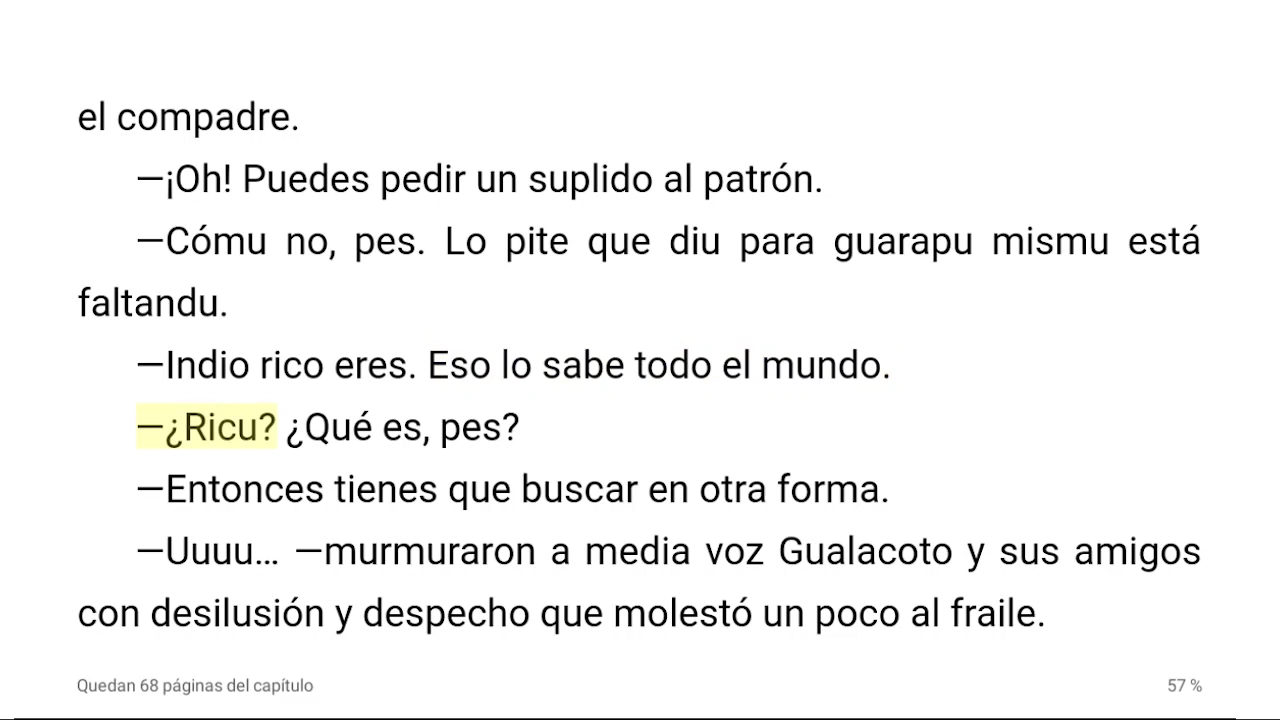 el compadre.
—¡Oh! Puedes pedir un suplido al patrón.
—Cómu no, pes. Lo pite que diu para guarapu mismu está
faltandu.
—Indio rico eres. Eso lo sabe todo el mundo.
—¿Ricu? ¿Qué es, pes?
—Entonces tienes que buscar en otra forma.
—Uuuu… —murmuraron a media voz Gualacoto y sus amigos
con desilusión y despecho que molestó un poco al fraile.
Quedan 68 páginas del capítulo
57 %